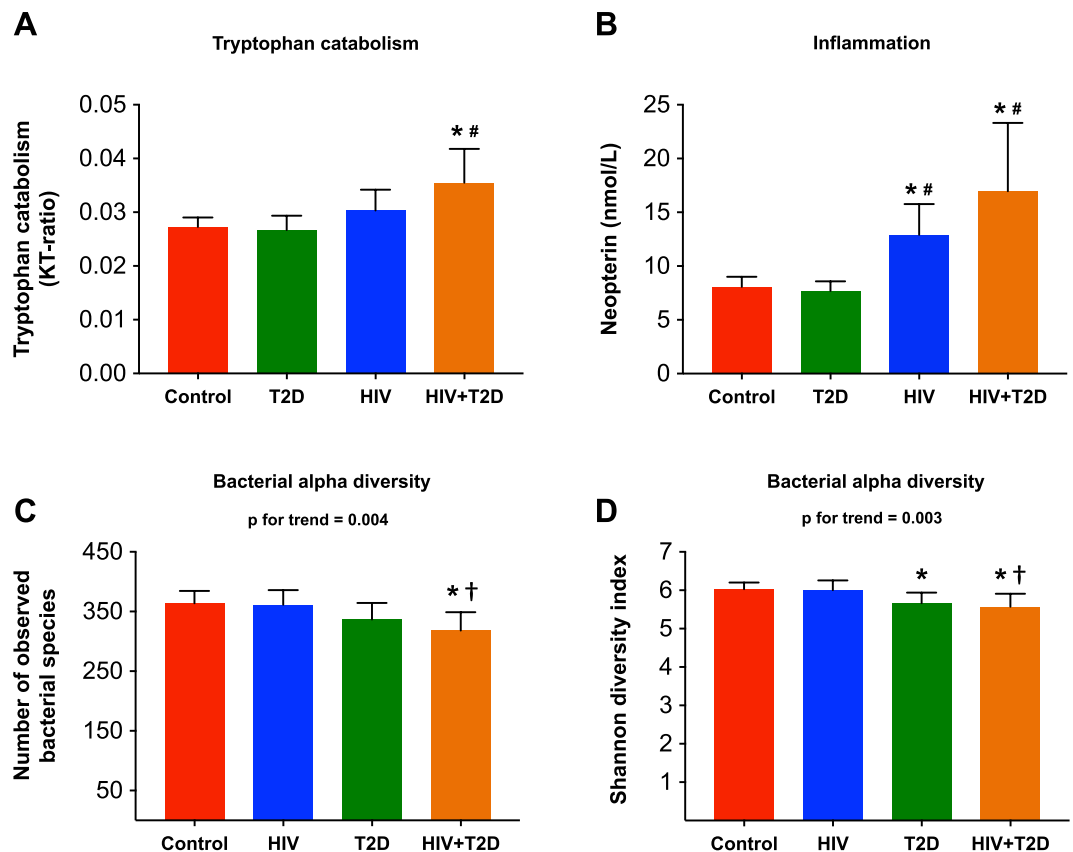 A
Tryptophan catabolism
Tryptophan catabolism
(KT-ratio)
0.05
0.04
0.03
0.02
0.01
0.00
* #
Control T2D HIV HIV+T2D
B
Inflammation
Neopterin (nmol/L)
25
20
15
10
5
0
* #
* #
Control T2D HIV HIV+T2D
C
Bacterial alpha diversity
p for trend = 0.004
Number of observed
bacterial species
450
350
250
150
50
* †
Control HIV T2D HIV+T2D
D
Bacterial alpha diversity
p for trend = 0.003
Shannon diversity index
7
6
5
4
3
2
1
*
* †
Control HIV T2D HIV+T2D